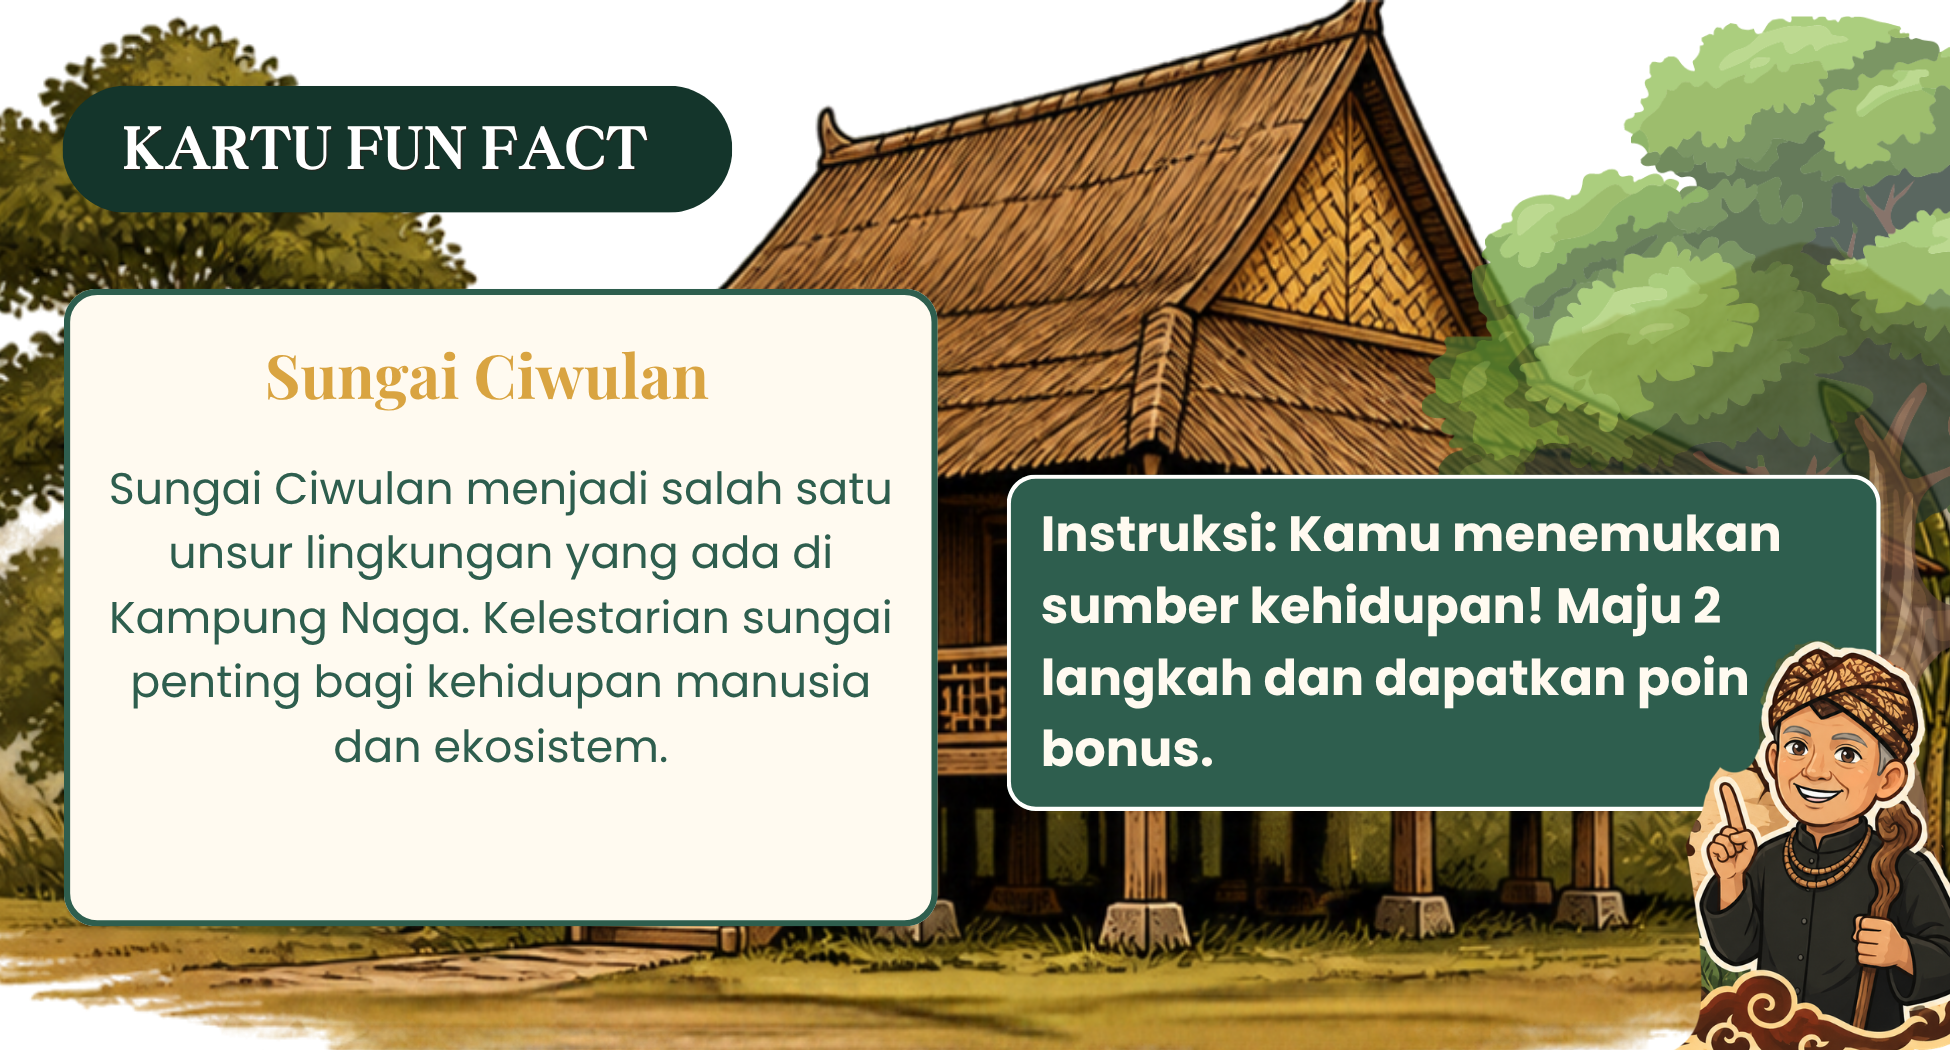 KARTU FUN FACT
Sungai Ciwulan
Sungai Ciwulan menjadi salah satu
unsur lingkungan yang ada di
Kampung Naga. Kelestarian sungai
penting bagi kehidupan manusia
dan ekosistem.
Instruksi: Kamu menemukan
sumber kehidupan! Maju 2
langkah dan dapatkan poin
bonus.